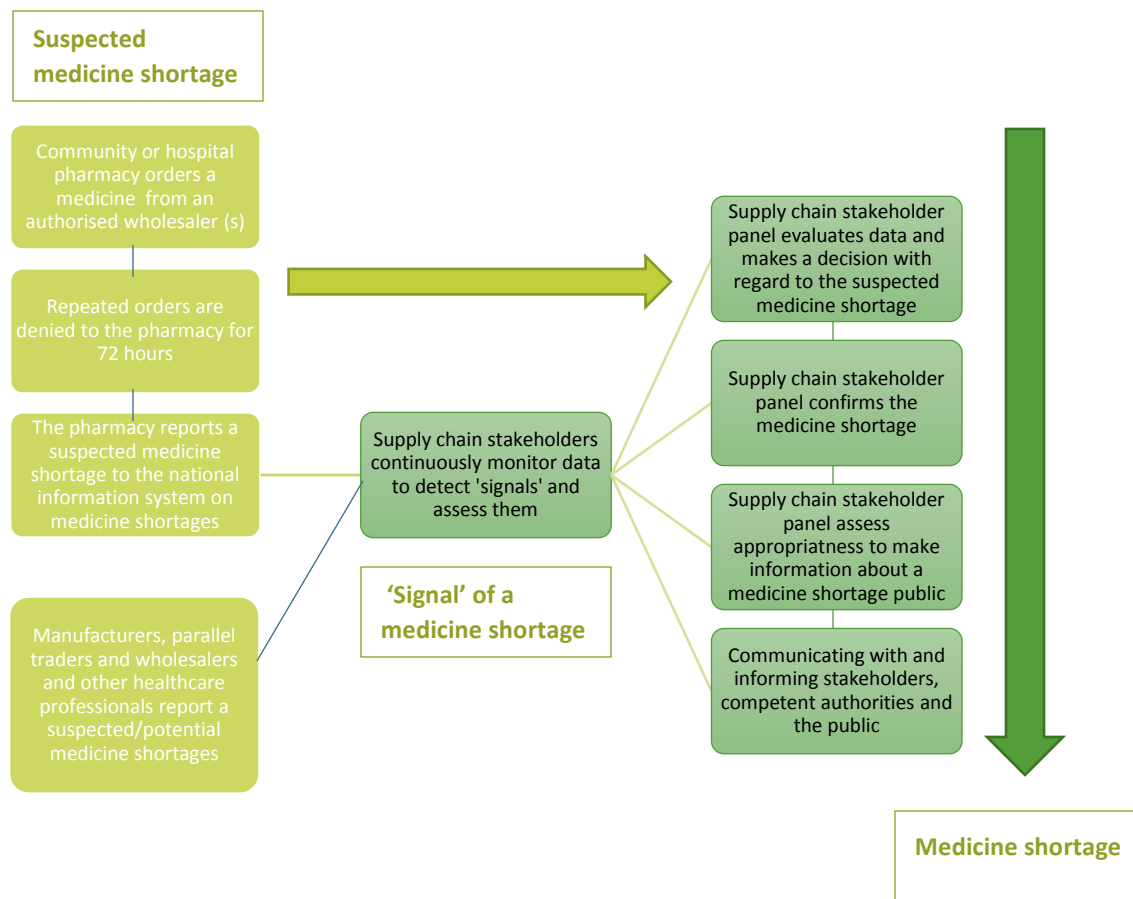 Suspected
medicine shortage
Community or hospital
pharmacy orders a
medicine from an
authorised wholesaler (s)
Repeated orders are
denied to the pharmacy for
72 hours
The pharmacy reports a
suspected medicine
shortage to the national
information system on
medicine shortages
Manufacturers, parallel
traders and wholesalers
and other healthcare
professionals report a
suspected/potential
medicine shortages
Supply chain stakeholders
continuously monitor data
to detect 'signals' and
assess them
‘Signal’ of a
medicine shortage
Supply chain stakeholder
panel evaluates data and
makes a decision with
regard to the suspected
medicine shortage
Supply chain stakeholder
panel confirms the
medicine shortage
Supply chain stakeholder
panel assess
appropriatness to make
information about a
medicine shortage public
Communicating with and
informing stakeholders,
competent authorities and
the public
Medicine shortage